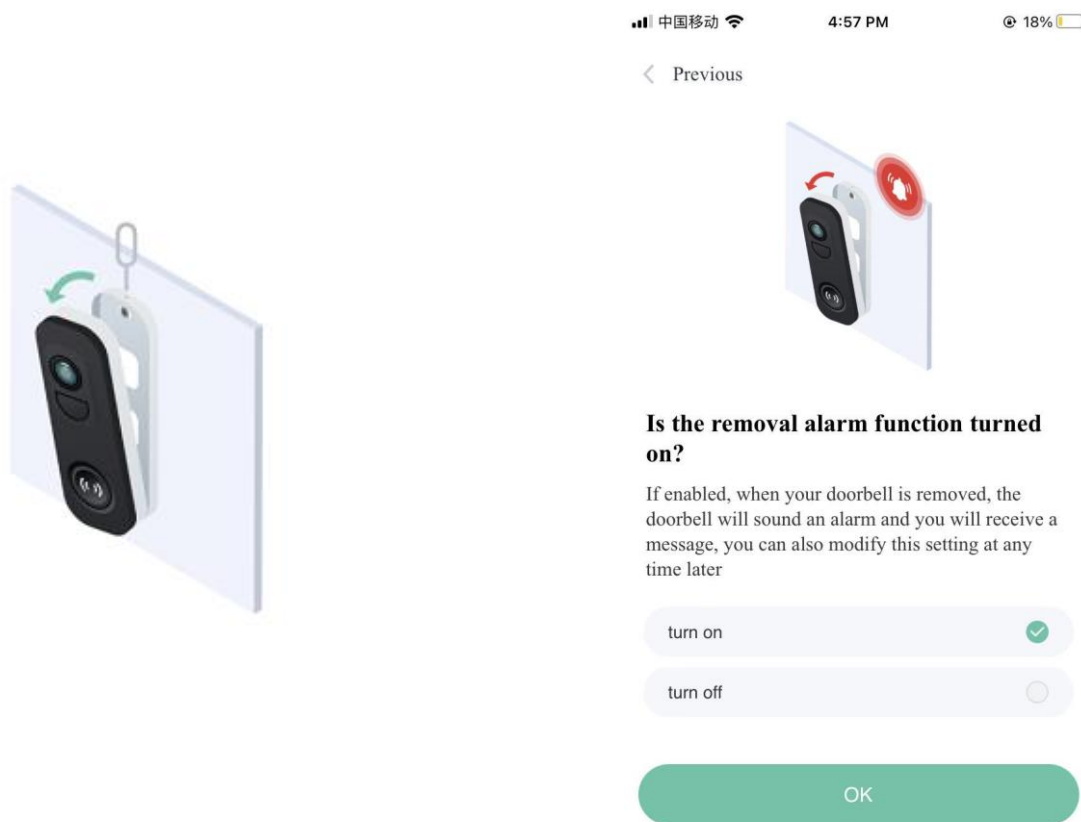 中国移动
4:57 PM
18%
Previous
Is the removal alarm function turned
on?
If enabled, when your doorbell is removed, the
doorbell will sound an alarm and you will receive a
message, you can also modify this setting at any
time later
turn on
turn off
OK